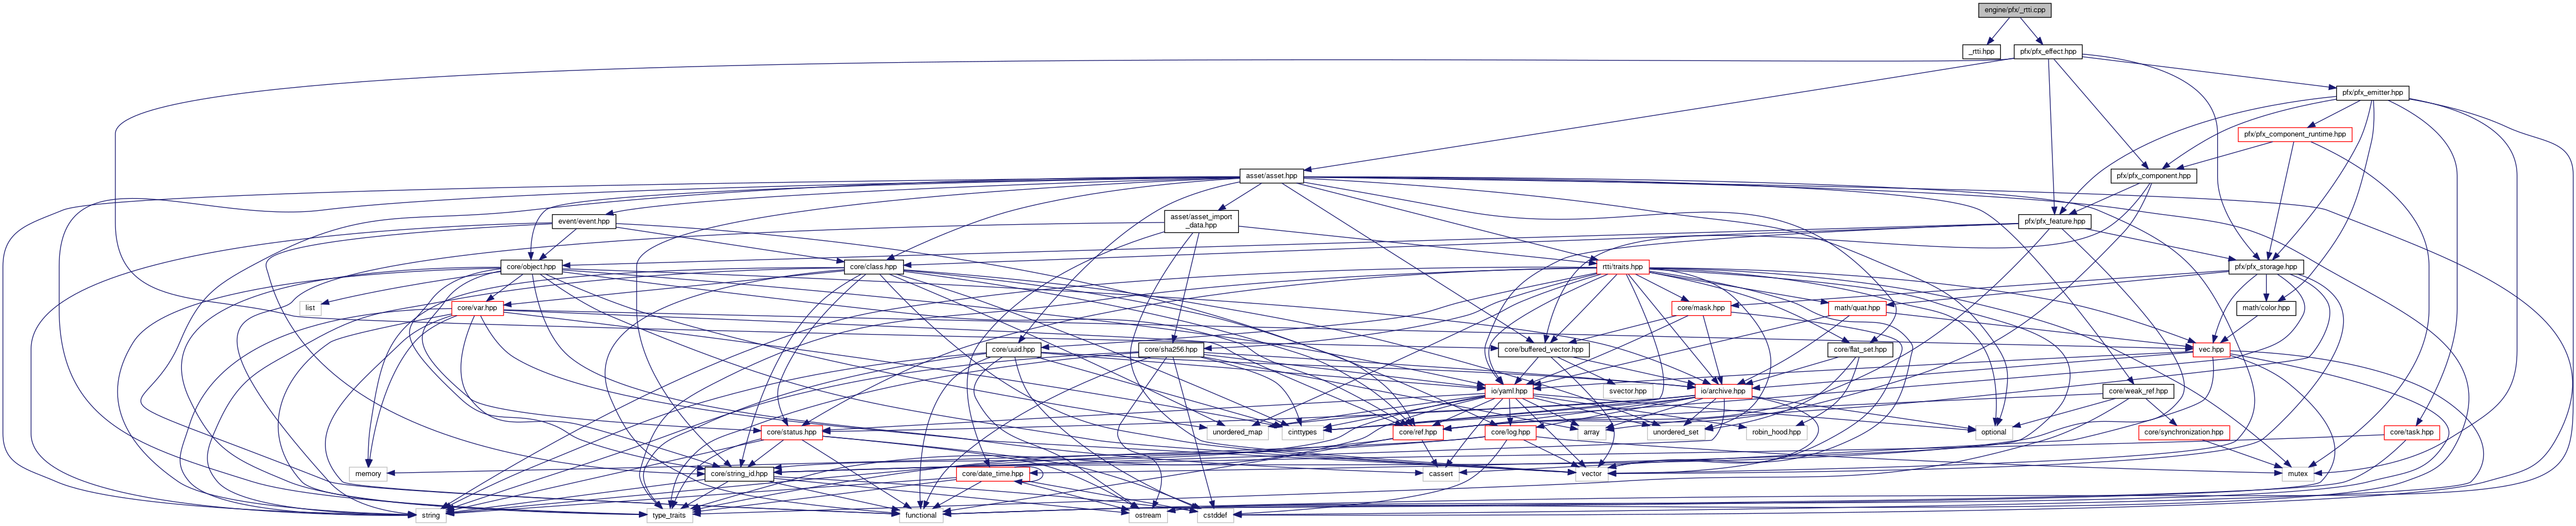 engine/pfx/_rtti.cpp
_rtti.hpp
pfx/pfx_effect.hpp
pfx/pfx_emitter.hpp
pfx/pfx_component_runtime.hpp
asset/asset.hpp
pfx/pfx_component.hpp
event/event.hpp
asset/asset_import
_data.hpp
pfx/pfx_feature.hpp
core/object.hpp
core/class.hpp
rtti/traits.hpp
pfx/pfx_storage.hpp
list
core/var.hpp
core/mask.hpp
math/quat.hpp
math/color.hpp
core/uuid.hpp
core/sha256.hpp
core/buffered_vector.hpp
core/flat_set.hpp
vec.hpp
io/yaml.hpp
svector.hpp
io/archive.hpp
core/weak_ref.hpp
core/status.hpp
unordered_map
cinttypes
core/ref.hpp
core/log.hpp
array
unordered_set
robin_hood.hpp
optional
core/synchronization.hpp
core/task.hpp
memory
core/string_id.hpp
core/date_time.hpp
cassert
vector
mutex
string
type_traits
functional
ostream
cstddef